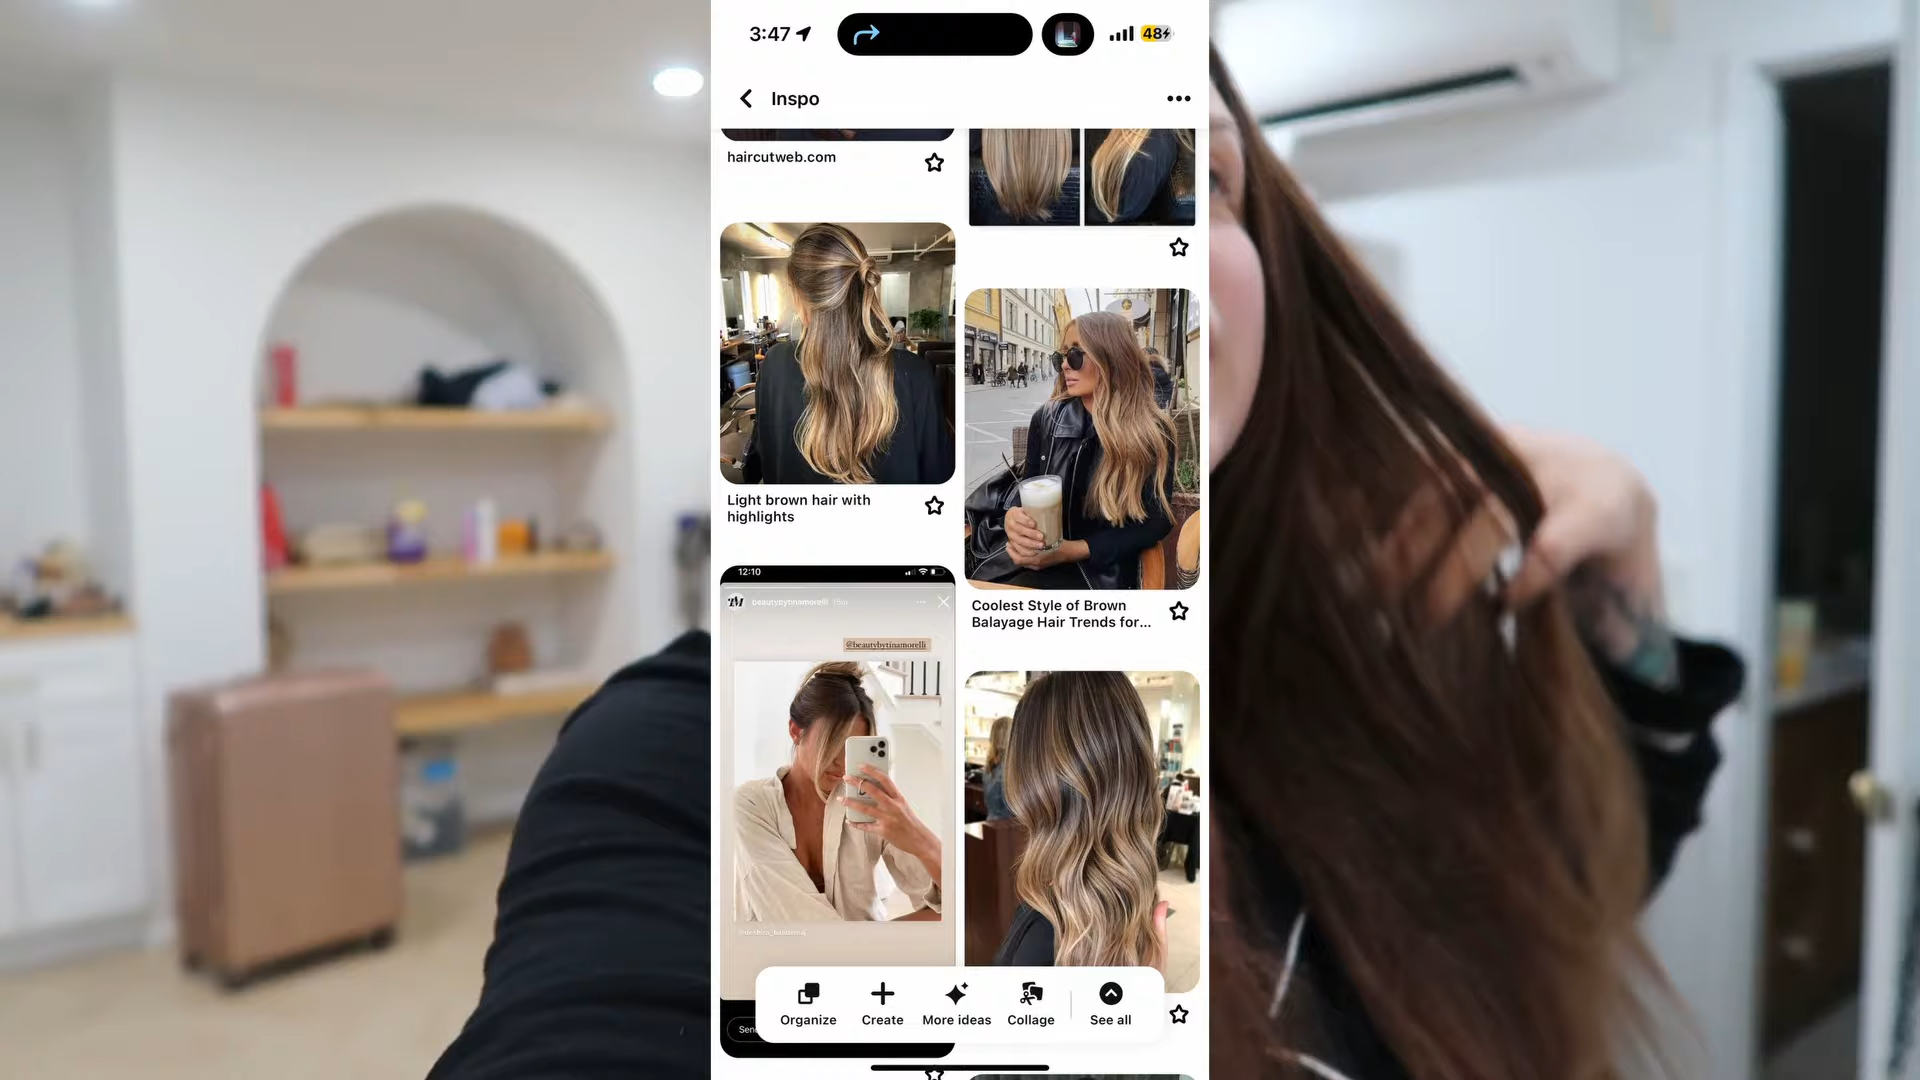 3:47
48
Inspo
haircutweb.com
Light brown hair with
highlights
Coolest Style of Brown
Balayage Hair Trends for...
12:10
beautybytinamorelli
@beautybytinamorelli
Organize
Create
More ideas
Collage
See all